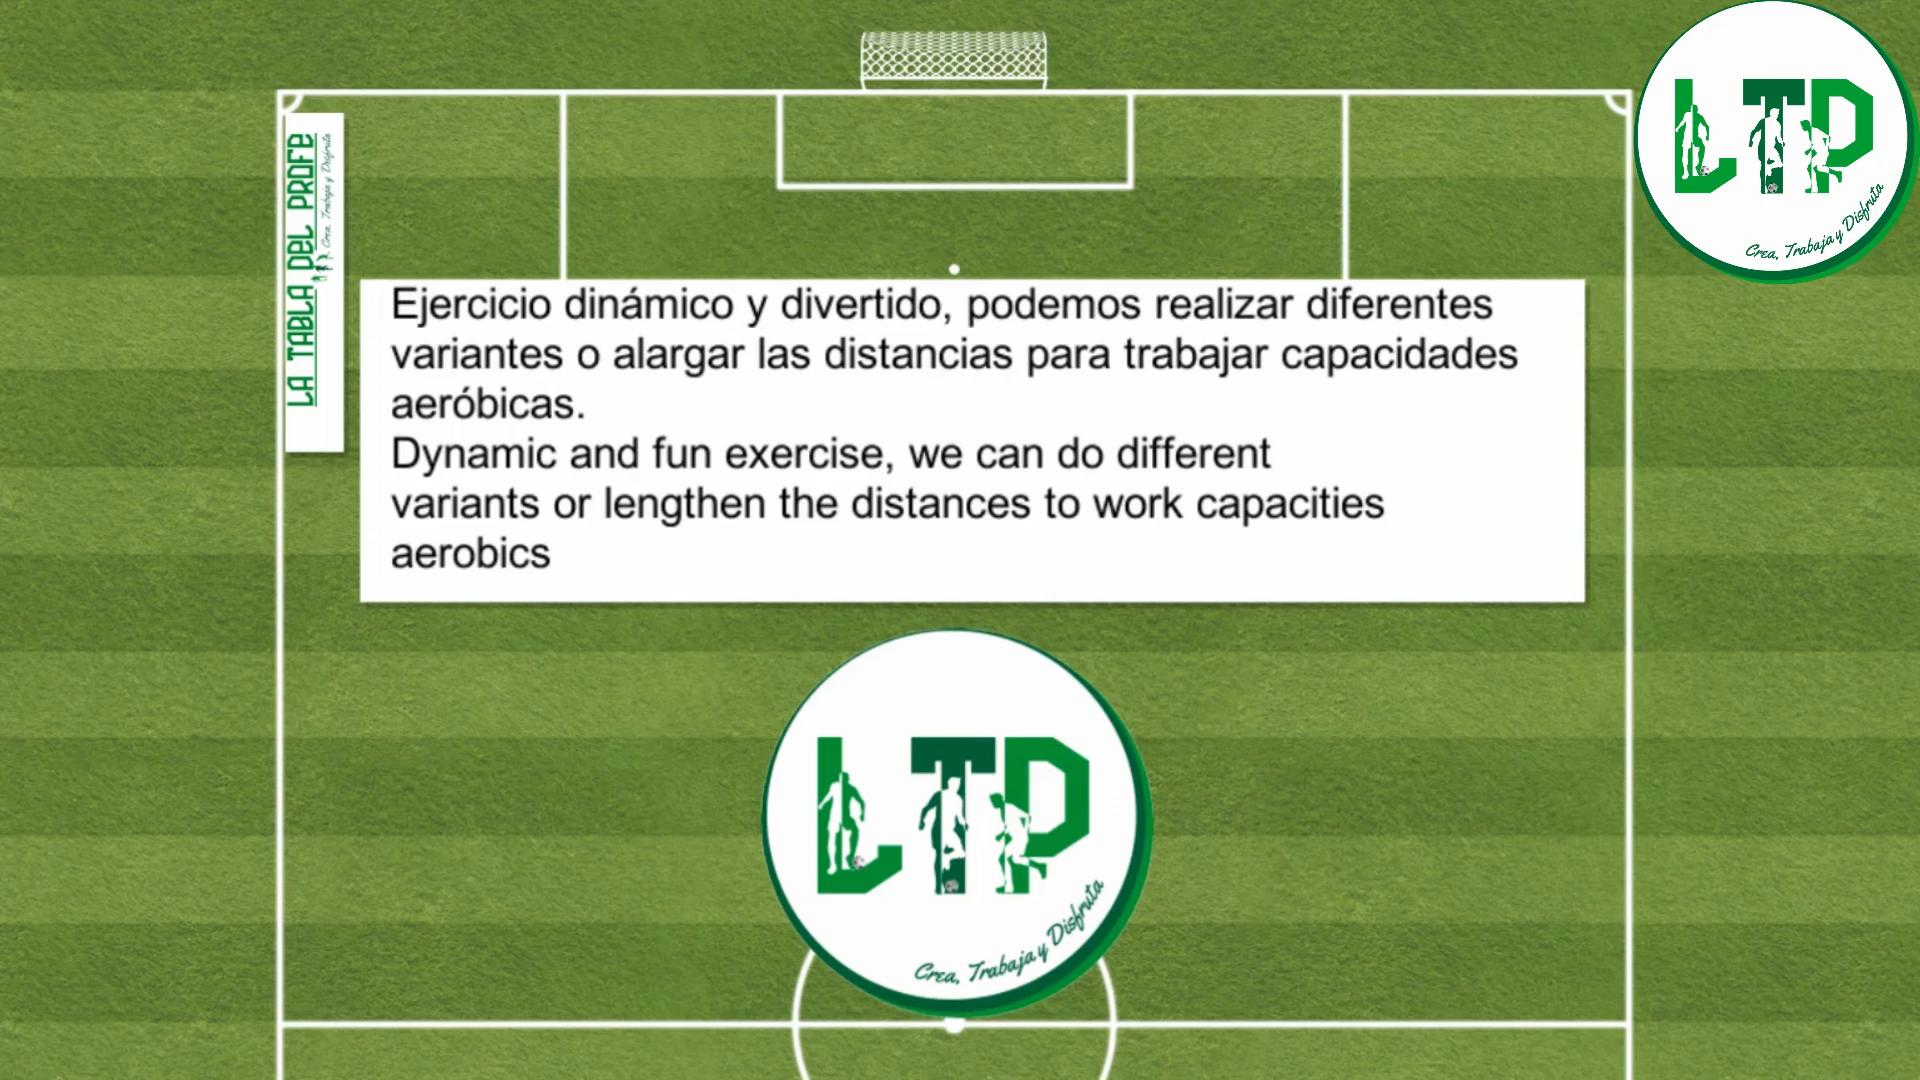 LTP
Crea, Trabaja y Disfruta
LA TABLA DEL PROFE
Crea, Trabaja y Disfruta
Ejercicio dinámico y divertido, podemos realizar diferentes
variantes o alargar las distancias para trabajar capacidades
aeróbicas.
Dynamic and fun exercise, we can do different
variants or lengthen the distances to work capacities
aerobics
LTP
Crea, Trabaja y Disfruta